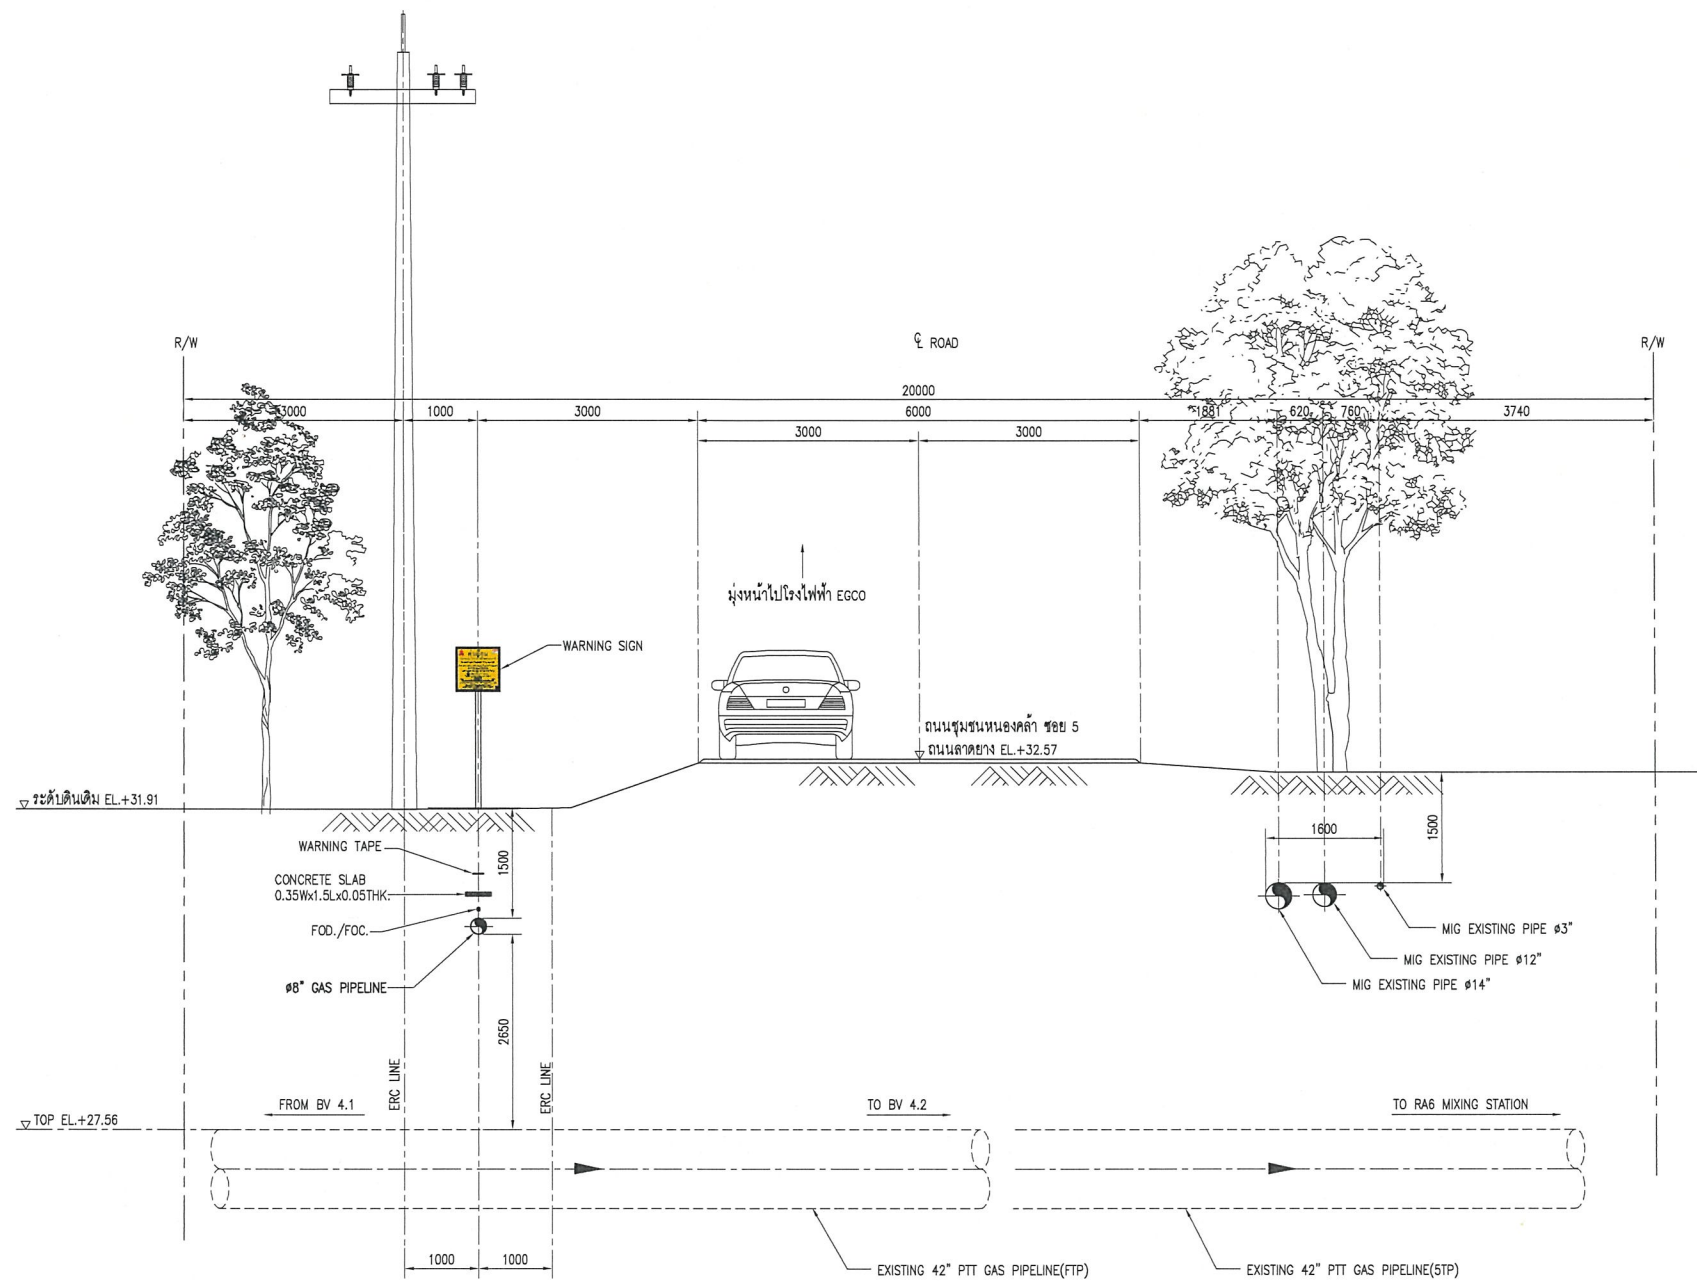 R/W
℄ ROAD
R/W
20000
3000
1000
3000
6000
1881
620
760
3740
3000
3000
มุ่งหน้าไปโรงไฟฟ้า EGCO
WARNING SIGN
ถนนชุมชนหนองคล้า ซอย 5
ถนนลาดยาง EL.+32.57
ระดับดินเดิม EL.+31.91
WARNING TAPE
1500
CONCRETE SLAB
0.35Wx1.5Lx0.05THK.
FOD./FOC.
ø8" GAS PIPELINE
2650
1600
1500
MIG EXISTING PIPE ø3"
MIG EXISTING PIPE ø12"
MIG EXISTING PIPE ø14"
ERC LINE
ERC LINE
FROM BV 4.1
TO BV 4.2
TO RA6 MIXING STATION
TOP EL.+27.56
1000
1000
EXISTING 42" PTT GAS PIPELINE(FTP)
EXISTING 42" PTT GAS PIPELINE(5TP)